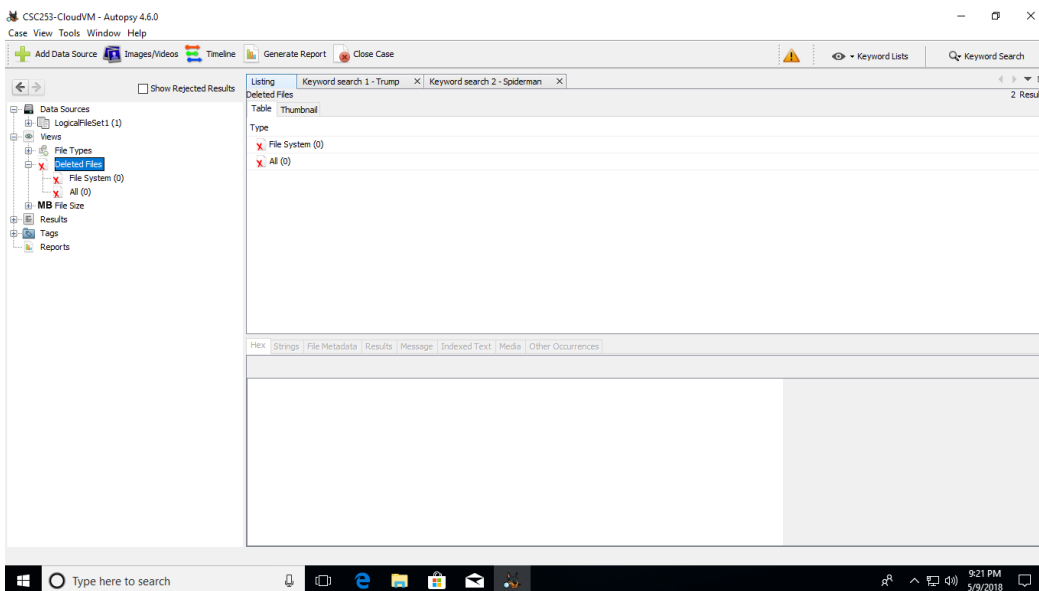 CSC253-CloudVM - Autopsy 4.6.0
Case View Tools Window Help
Add Data Source Images/Videos Timeline Generate Report Close Case Keyword Lists Keyword Search
Show Rejected Results
Listing Keyword search 1 - Trump X Keyword search 2 - Spiderman X
Deleted Files 2 Resul
Table Thumbnail
Type
File System (0)
All (0)
Data Sources
LogicalFileSet1 (1)
Views
File Types
Deleted Files
File System (0)
All (0)
MB File Size
Results
Tags
Reports
Hex Strings File Metadata Results Message Indexed Text Media Other Occurrences
Type here to search
9:21 PM
5/9/2018